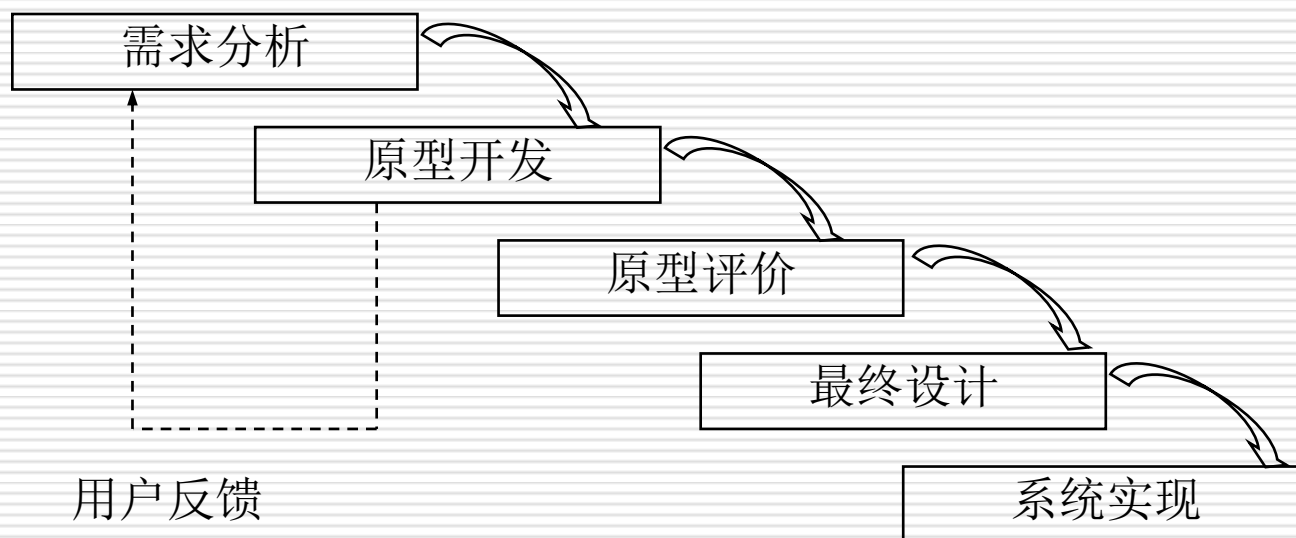 需求分析
原型开发
原型评价
最终设计
系统实现
用户反馈